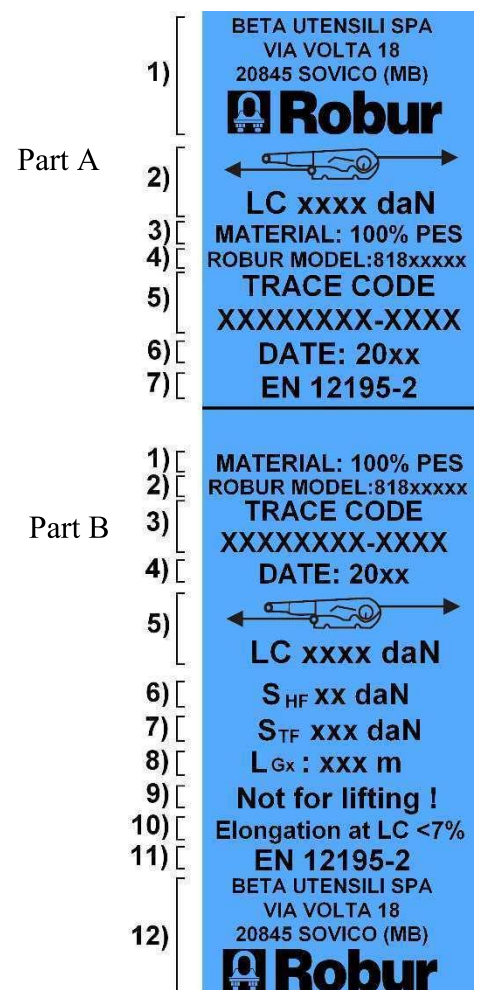 Part A
1)
BETA UTENSILI SPA
VIA VOLTA 18
20845 SOVICO (MB)
Robur
2)
LC xxxx daN
3) MATERIAL: 100% PES
4) ROBUR MODEL:818xxxxx
5) TRACE CODE
XXXXXXXX-XXXX
6) DATE: 20xx
7) EN 12195-2
Part B
1) MATERIAL: 100% PES
2) ROBUR MODEL:818xxxxx
3) TRACE CODE
XXXXXXXX-XXXX
4) DATE: 20xx
5)
LC xxxx daN
6) SHF xx daN
7) STF xxx daN
8) LGx : xxx m
9) Not for lifting !
10) Elongation at LC <7%
11) EN 12195-2
12)
BETA UTENSILI SPA
VIA VOLTA 18
20845 SOVICO (MB)
Robur